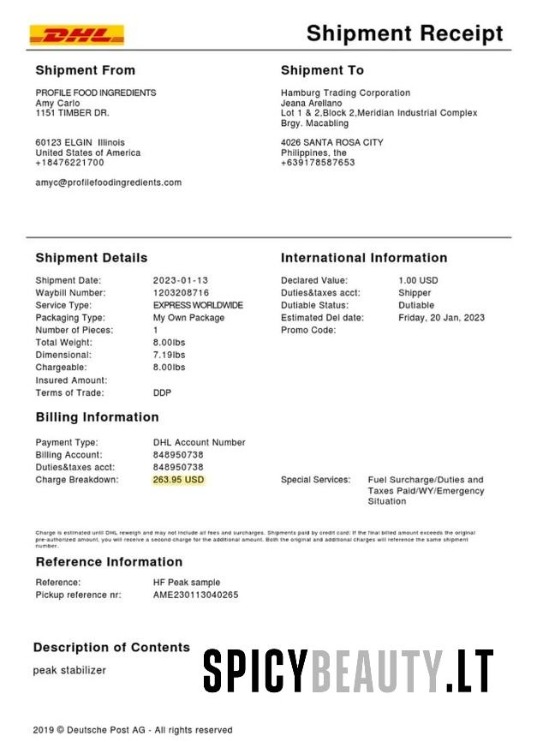 DHL
Shipment Receipt
Shipment From
PROFILE FOOD INGREDIENTS
Amy Carlo
1151 TIMBER DR.
60123 ELGIN Illinois
United States of America
+18476221700
amyc@profilefoodingredients.com
Shipment To
Hamburg Trading Corporation
Jeana Arellano
Lot 1 & 2,Block 2,Meridian Industrial Complex
Brgy. Macabling
4026 SANTA ROSA CITY
Philippines, the
+639178587653
Shipment Details
Shipment Date: 2023-01-13
Waybill Number: 1203208716
Service Type: EXPRESS WORLDWIDE
Packaging Type: My Own Package
Number of Pieces: 1
Total Weight: 8.00lbs
Dimensional: 7.19lbs
Chargeable: 8.00lbs
Insured Amount:
Terms of Trade: DDP
International Information
Declared Value: 1.00 USD
Duties&taxes acct: Shipper
Dutiable Status: Dutiable
Estimated Del date: Friday, 20 Jan, 2023
Promo Code:
Billing Information
Payment Type: DHL Account Number
Billing Account: 848950738
Duties&taxes acct: 848950738
Charge Breakdown: 263.95 USD
Special Services: Fuel Surcharge/Duties and
Taxes Paid/WY/Emergency
Situation
Charge is estimated until DHL reweigh and may not include all fees and surcharges. Shipments paid by credit card: If the final billed amount exceeds the original
pre-authorized amount, you will receive a second charge for the additional amount. Both the original and additional charges will reference the same shipment
number.
Reference Information
Reference: HF Peak sample
Pickup reference nr: AME230113040265
Description of Contents
peak stabilizer
SPICYBEAUTY.LT
2019 © Deutsche Post AG - All rights reserved